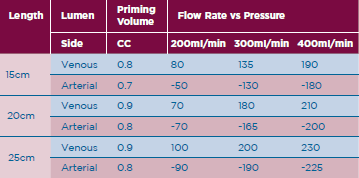 Length Lumen Priming Volume Flow Rate vs Pressure
Side CC 200ml/min 300ml/min 400ml/min
15cm Venous 0.8 80 135 190
Arterial 0.7 -50 -130 -180
20cm Venous 0.9 70 180 210
Arterial 0.8 -70 -165 -200
25cm Venous 0.9 100 200 230
Arterial 0.8 -90 -190 -225